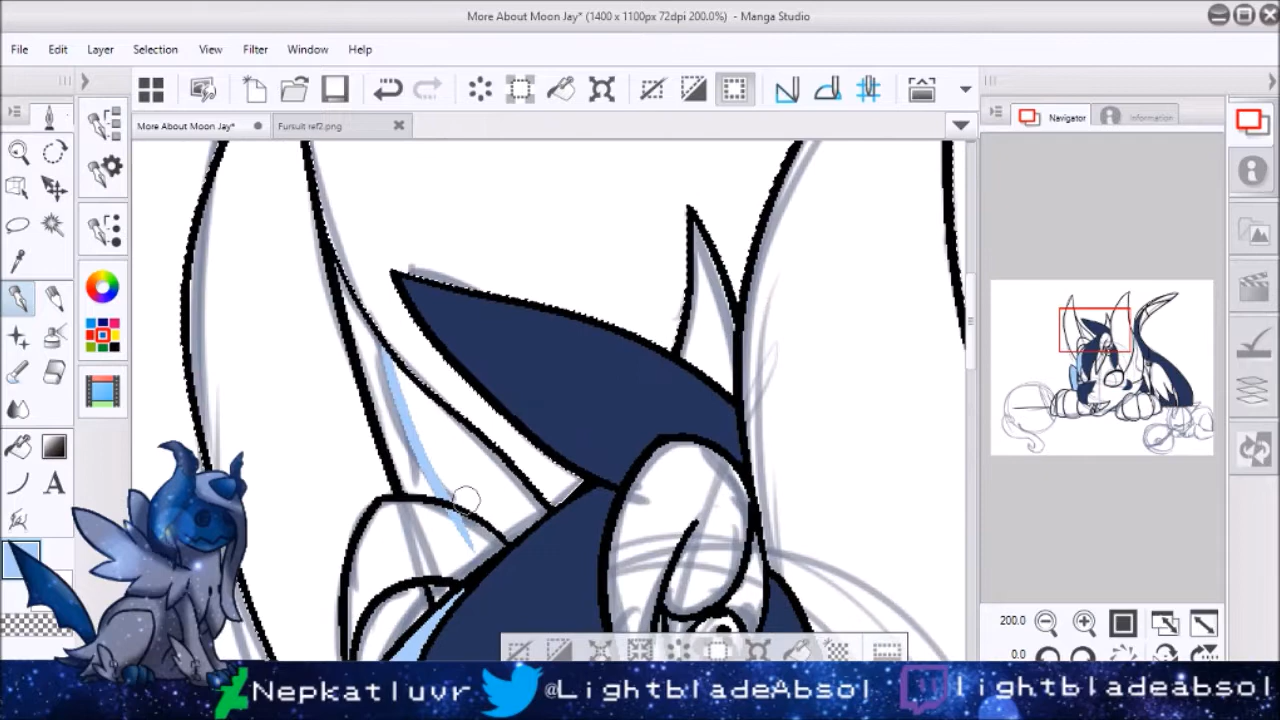 More About Moon Jay* (1400 x 1100px 72dpi 200.0%) - Manga Studio
File Edit Layer Selection View Filter Window Help
More About Moon Jay* Fursuit ref2.png
Navigator Information
A
200.0
0.0
Nepkatluvr @LightbladeAbsol lightbladeabsol